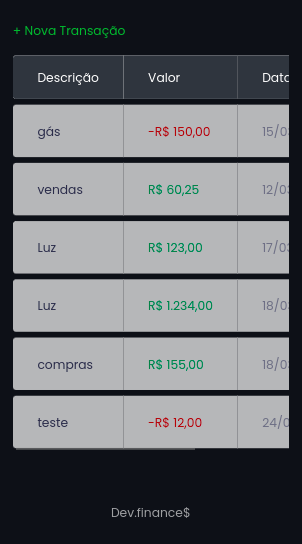 + Nova Transação
Descrição Valor
gás -R$ 150,00 15/0
vendas R$ 60,25 12/0
Luz R$ 123,00 17/0
Luz R$ 1.234,00 18/0
compras R$ 155,00 18/0
teste -R$ 12,00 24/0
Dev.finance$